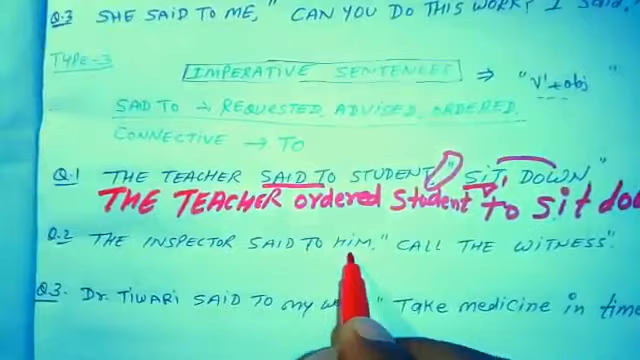 Q.3 SHE SAID TO ME, " CAN YOU DO THIS WORK? I said.
TYPE-3
IMPERATIVE SENTENCES ⇒ "V'+obj "
SAD TO → REQUESTED, ADVISED, ORDERED.
CONNECTIVE → TO
Q.1 THE TEACHER SAID TO STUDENT, " SIT, DOWN "
THE TEACHER ordered Student to sit do
Q.2 THE INSPECTOR SAID TO HIM, " CALL THE WITNESS".
Q3. Dr. TIWARI SAID TO my " Take medicine in time